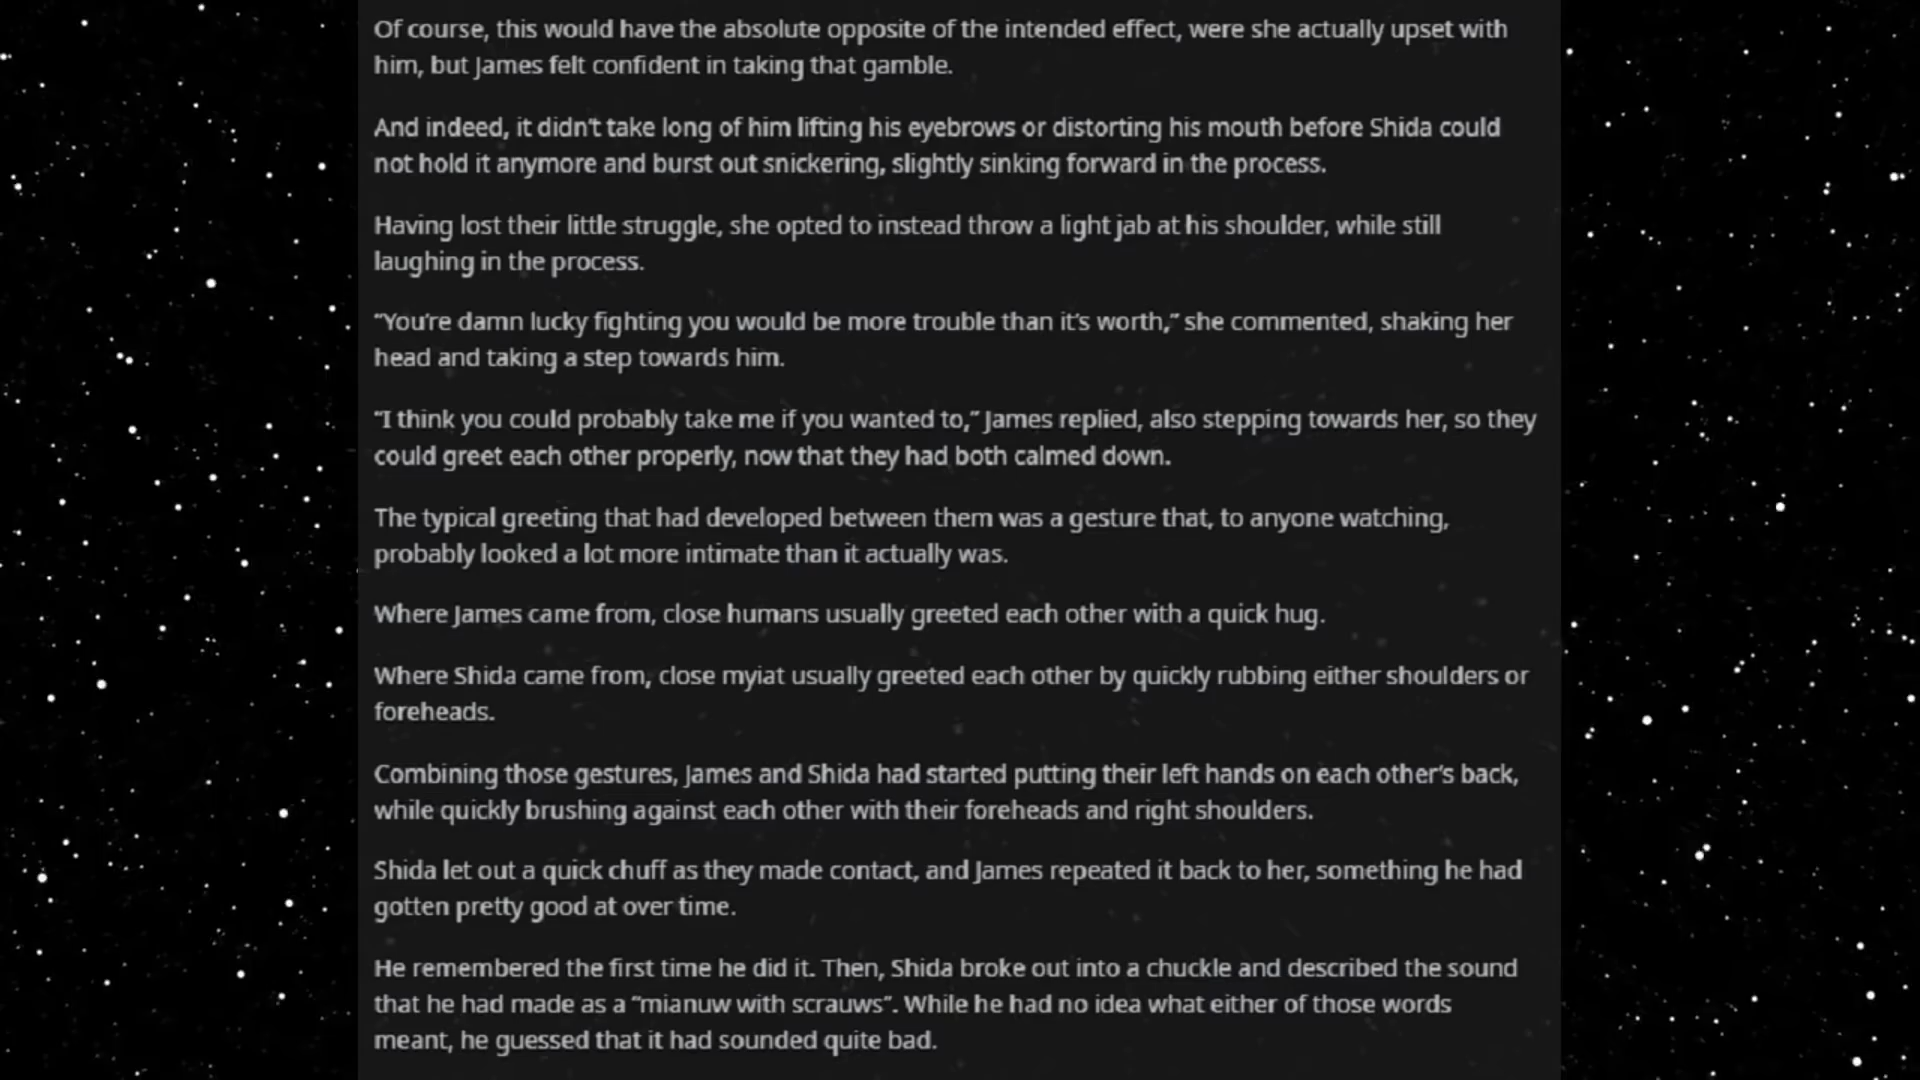 Of course, this would have the absolute opposite of the intended effect, were she actually upset with
him, but James felt confident in taking that gamble.
And indeed, it didn't take long of him lifting his eyebrows or distorting his mouth before Shida could
not hold it anymore and burst out snickering, slightly sinking forward in the process.
Having lost their little struggle, she opted to instead throw a light jab at his shoulder, while still
laughing in the process.
“You're damn lucky fighting you would be more trouble than it's worth,” she commented, shaking her
head and taking a step towards him.
“I think you could probably take me if you wanted to,” James replied, also stepping towards her, so they
could greet each other properly, now that they had both calmed down.
The typical greeting that had developed between them was a gesture that, to anyone watching,
probably looked a lot more intimate than it actually was.
Where James came from, close humans usually greeted each other with a quick hug.
Where Shida came from, close myiat usually greeted each other by quickly rubbing either shoulders or
foreheads.
Combining those gestures, James and Shida had started putting their left hands on each other's back,
while quickly brushing against each other with their foreheads and right shoulders.
Shida let out a quick chuff as they made contact, and James repeated it back to her, something he had
gotten pretty good at over time.
He remembered the first time he did it. Then, Shida broke out into a chuckle and described the sound
that he had made as a “mianuw with scrauws”. While he had no idea what either of those words
meant, he guessed that it had sounded quite bad.